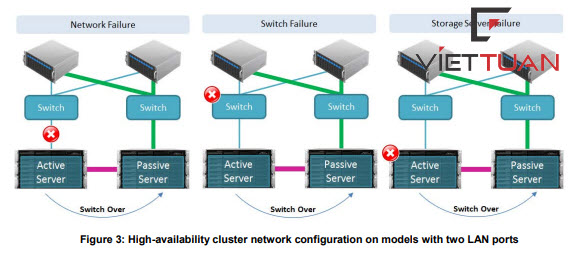 Network Failure
Switch Failure
Storage Server Failure
VIETTUAN
Switch
Switch
Switch
Switch
Switch
Switch
Active Server
Passive Server
Active Server
Passive Server
Active Server
Passive Server
Switch Over
Switch Over
Switch Over
Figure 3: High-availability cluster network configuration on models with two LAN ports